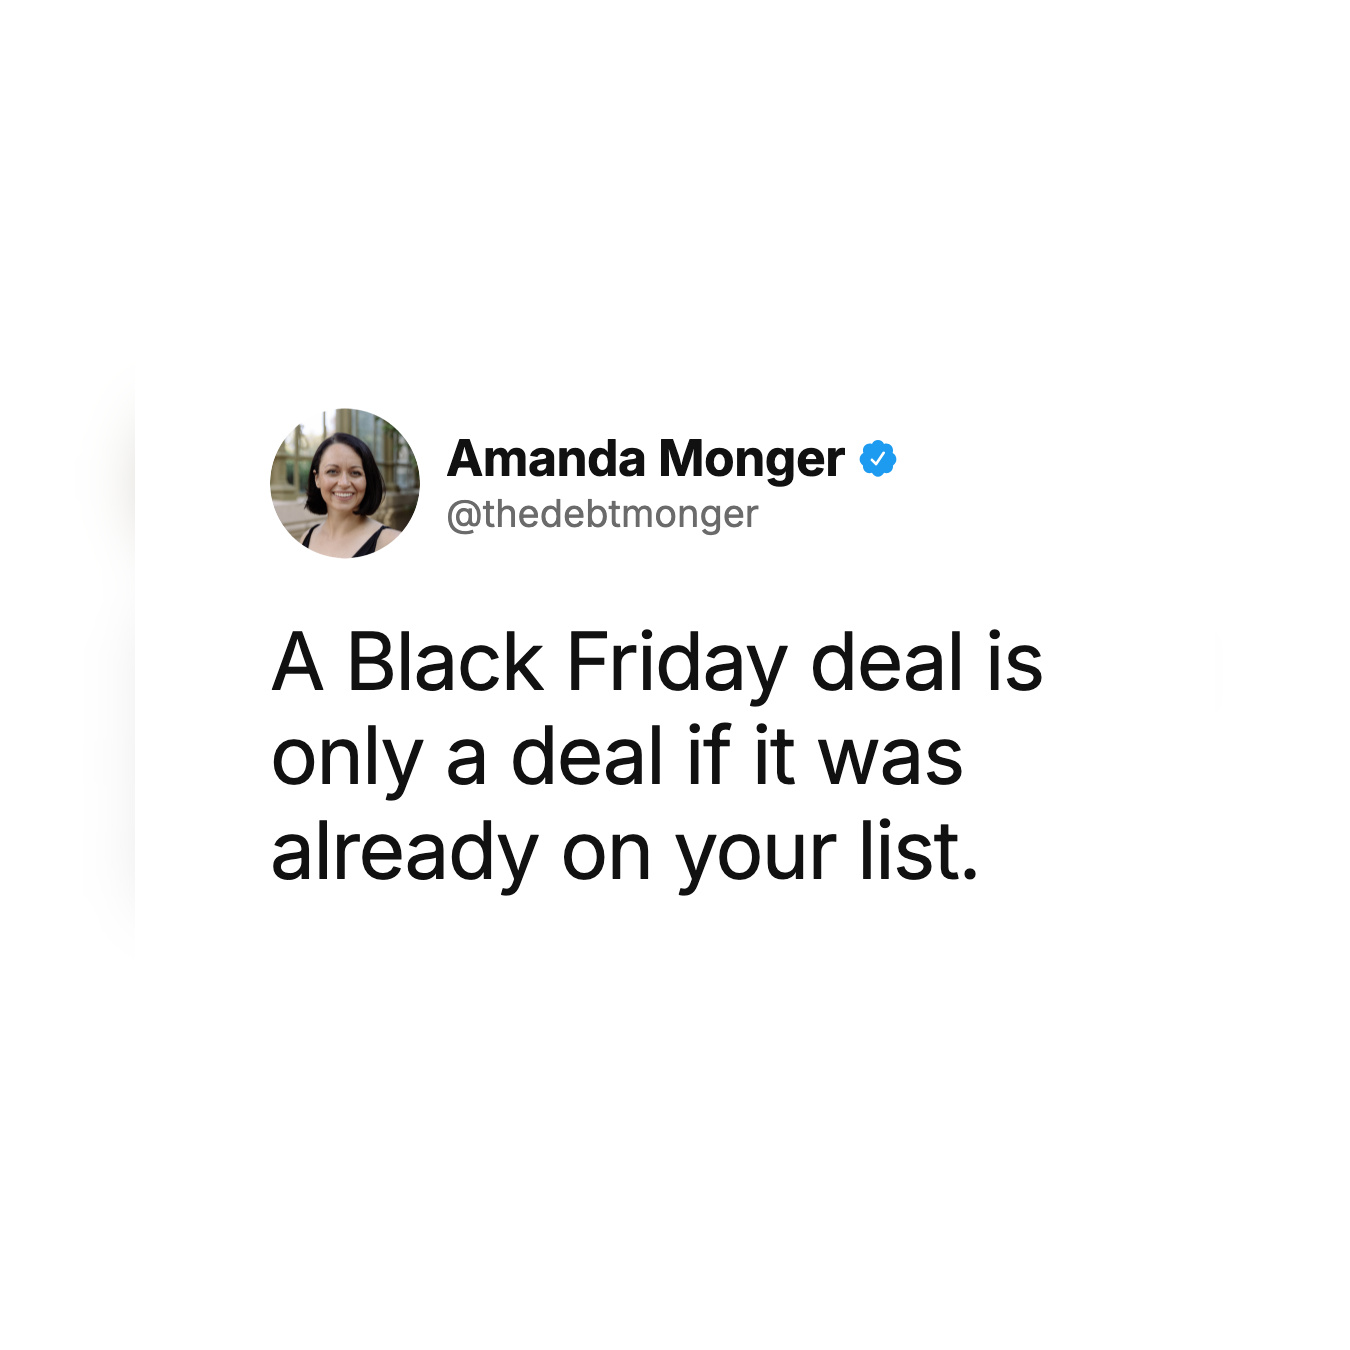 Amanda Monger
@thedebtmonger
A Black Friday deal is
only a deal if it was
already on your list.